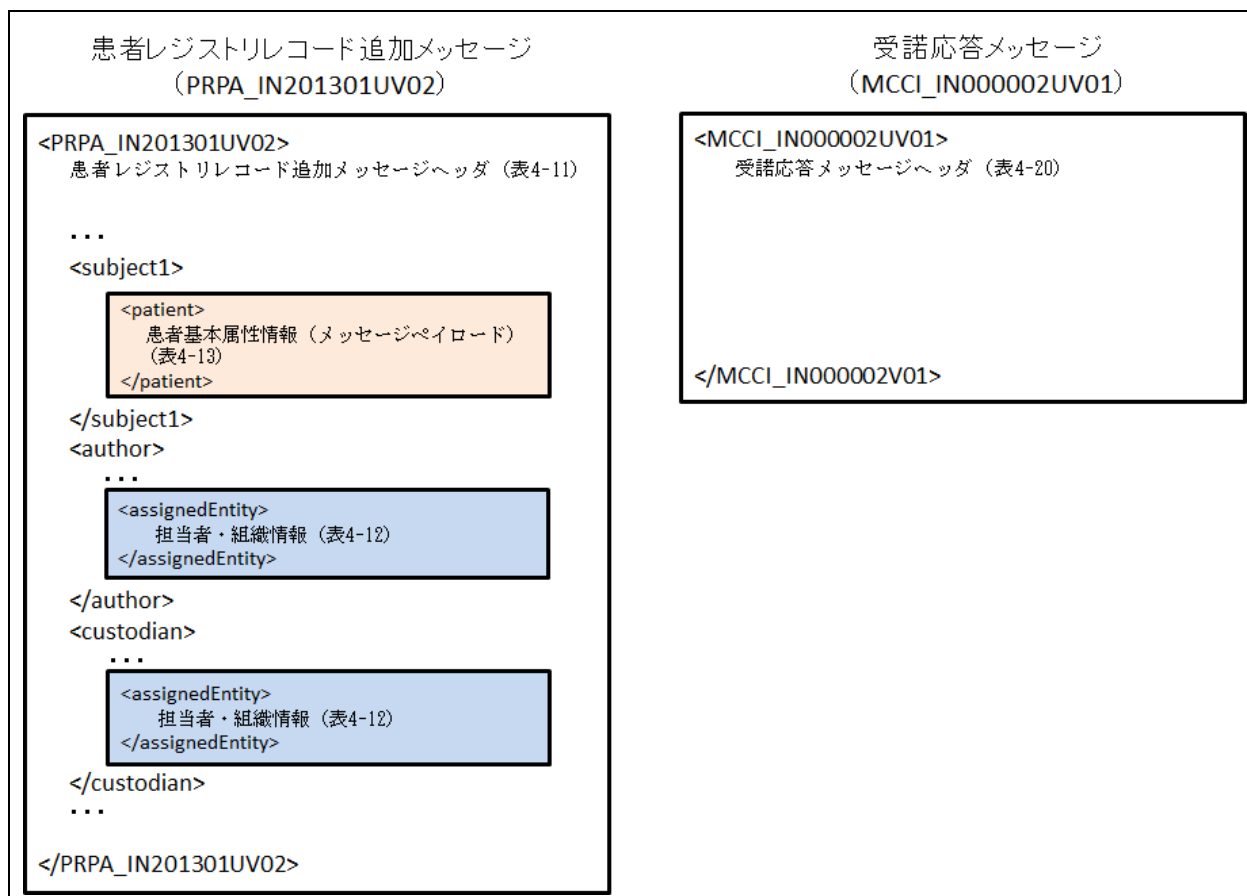 患者レジストリレコード追加メッセージ
(PRPA_IN201301UV02)
<PRPA_IN201301UV02>
患者レジストリレコード追加メッセージヘッダ (表4-11)
...
<subject1>
<patient>
患者基本属性情報 (メッセージペイロード)
(表4-13)
</patient>
</subject1>
<author>
...
<assignedEntity>
担当者・組織情報 (表4-12)
</assignedEntity>
</author>
<custodian>
...
<assignedEntity>
担当者・組織情報 (表4-12)
</assignedEntity>
</custodian>
...
</PRPA_IN201301UV02>
受諾応答メッセージ
(MCCI_IN000002UV01)
<MCCI_IN000002UV01>
受諾応答メッセージヘッダ (表4-20)
</MCCI_IN000002V01>